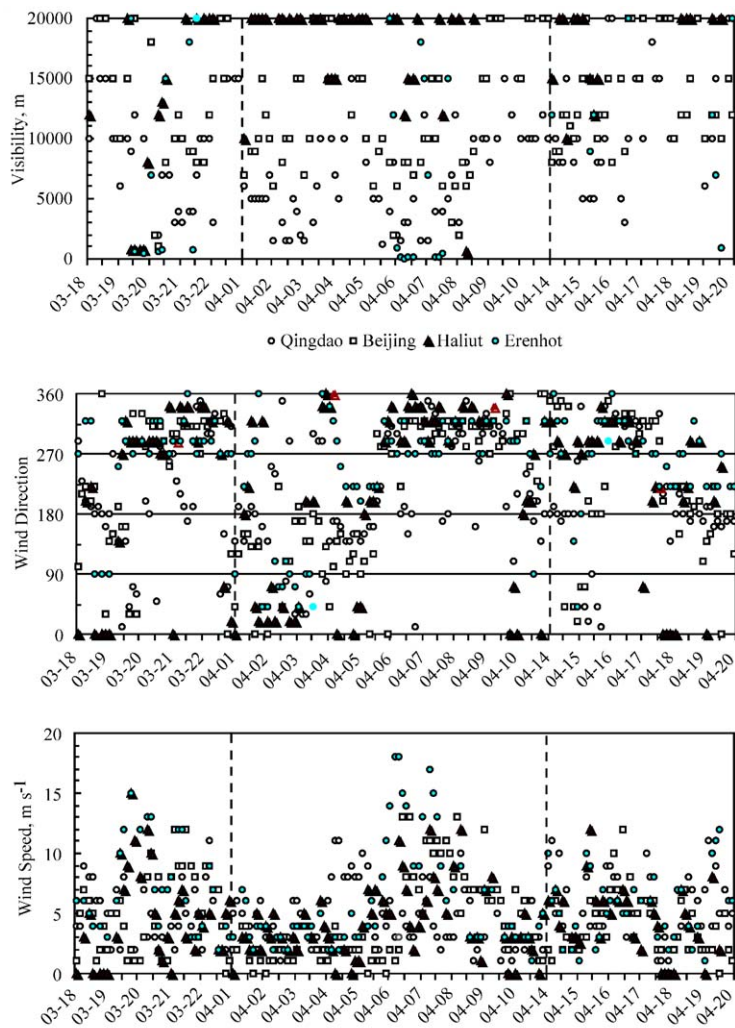 20000
15000
10000
5000
0
Visibility, m
03-18 03-19 03-20 03-21 03-22 04-01 04-02 04-03 04-04 04-05 04-06 04-07 04-08 04-09 04-10 04-14 04-15 04-16 04-17 04-18 04-19 04-20
Qingdao Beijing Haliut Erenhot
360
270
180
90
0
Wind Direction
03-18 03-19 03-20 03-22 04-01 04-02 04-03 04-04 04-05 04-06 04-07 04-08 04-09 04-10 04-14 04-16 04-17 04-18 04-19 04-20
20
15
10
5
0
Wind Speed, m s-1
03-18 03-19 03-20 03-21 04-01 04-02 04-03 04-04 04-05 04-06 04-07 04-08 04-09 04-10 04-14 04-15 04-16 04-17 04-18 04-19 04-20